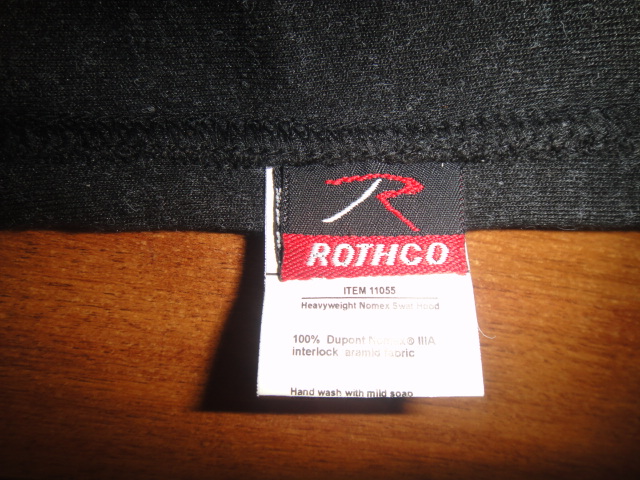 R
ROTHCO
ITEM 11055
Heavyweight Nomex Swat Hood
100% Dupont Nomex® IIIA
interlock aramid fabric
Hand wash with mild soap